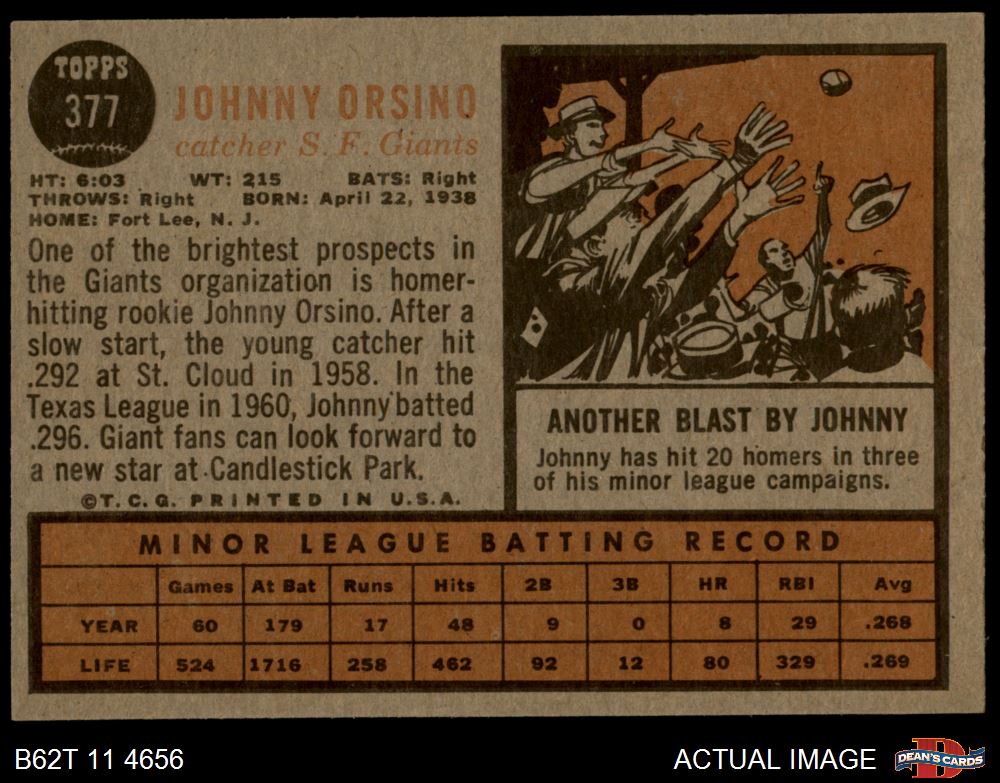 TOPPS
377
JOHNNY ORSINO
catcher S. F. Giants
HT: 6:03 WT: 215 BATS: Right
THROWS: Right BORN: April 22, 1938
HOME: Fort Lee, N. J.
One of the brightest prospects in
the Giants organization is homer-
hitting rookie Johnny Orsino. After a
slow start, the young catcher hit
.292 at St. Cloud in 1958. In the
Texas League in 1960, Johnny batted
.296. Giant fans can look forward to
a new star at Candlestick Park.
©T. C. G. PRINTED IN U.S.A.
ANOTHER BLAST BY JOHNNY
Johnny has hit 20 homers in three
of his minor league campaigns.
MINOR LEAGUE BATTING RECORD
Games At Bat Runs Hits 2B 3B HR RBI Avg
YEAR 60 179 17 48 9 0 8 29 .268
LIFE 524 1716 258 462 92 12 80 329 .269
B62T 11 4656
ACTUAL IMAGE
D
DEAN'S CARDS